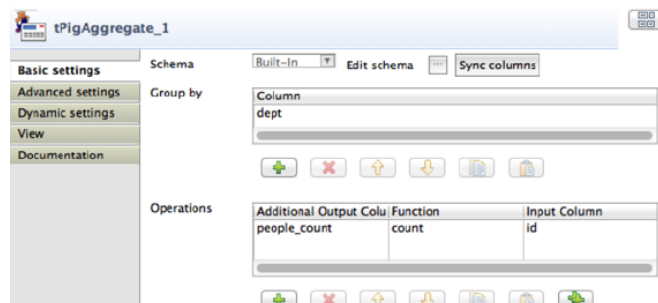 tPigAggregate_1
Basic settings
Advanced settings
Dynamic settings
View
Documentation
Schema Built-In Edit schema ... Sync columns
Group by
Column
dept
Operations
Additional Output Colu Function Input Column
people_count count id